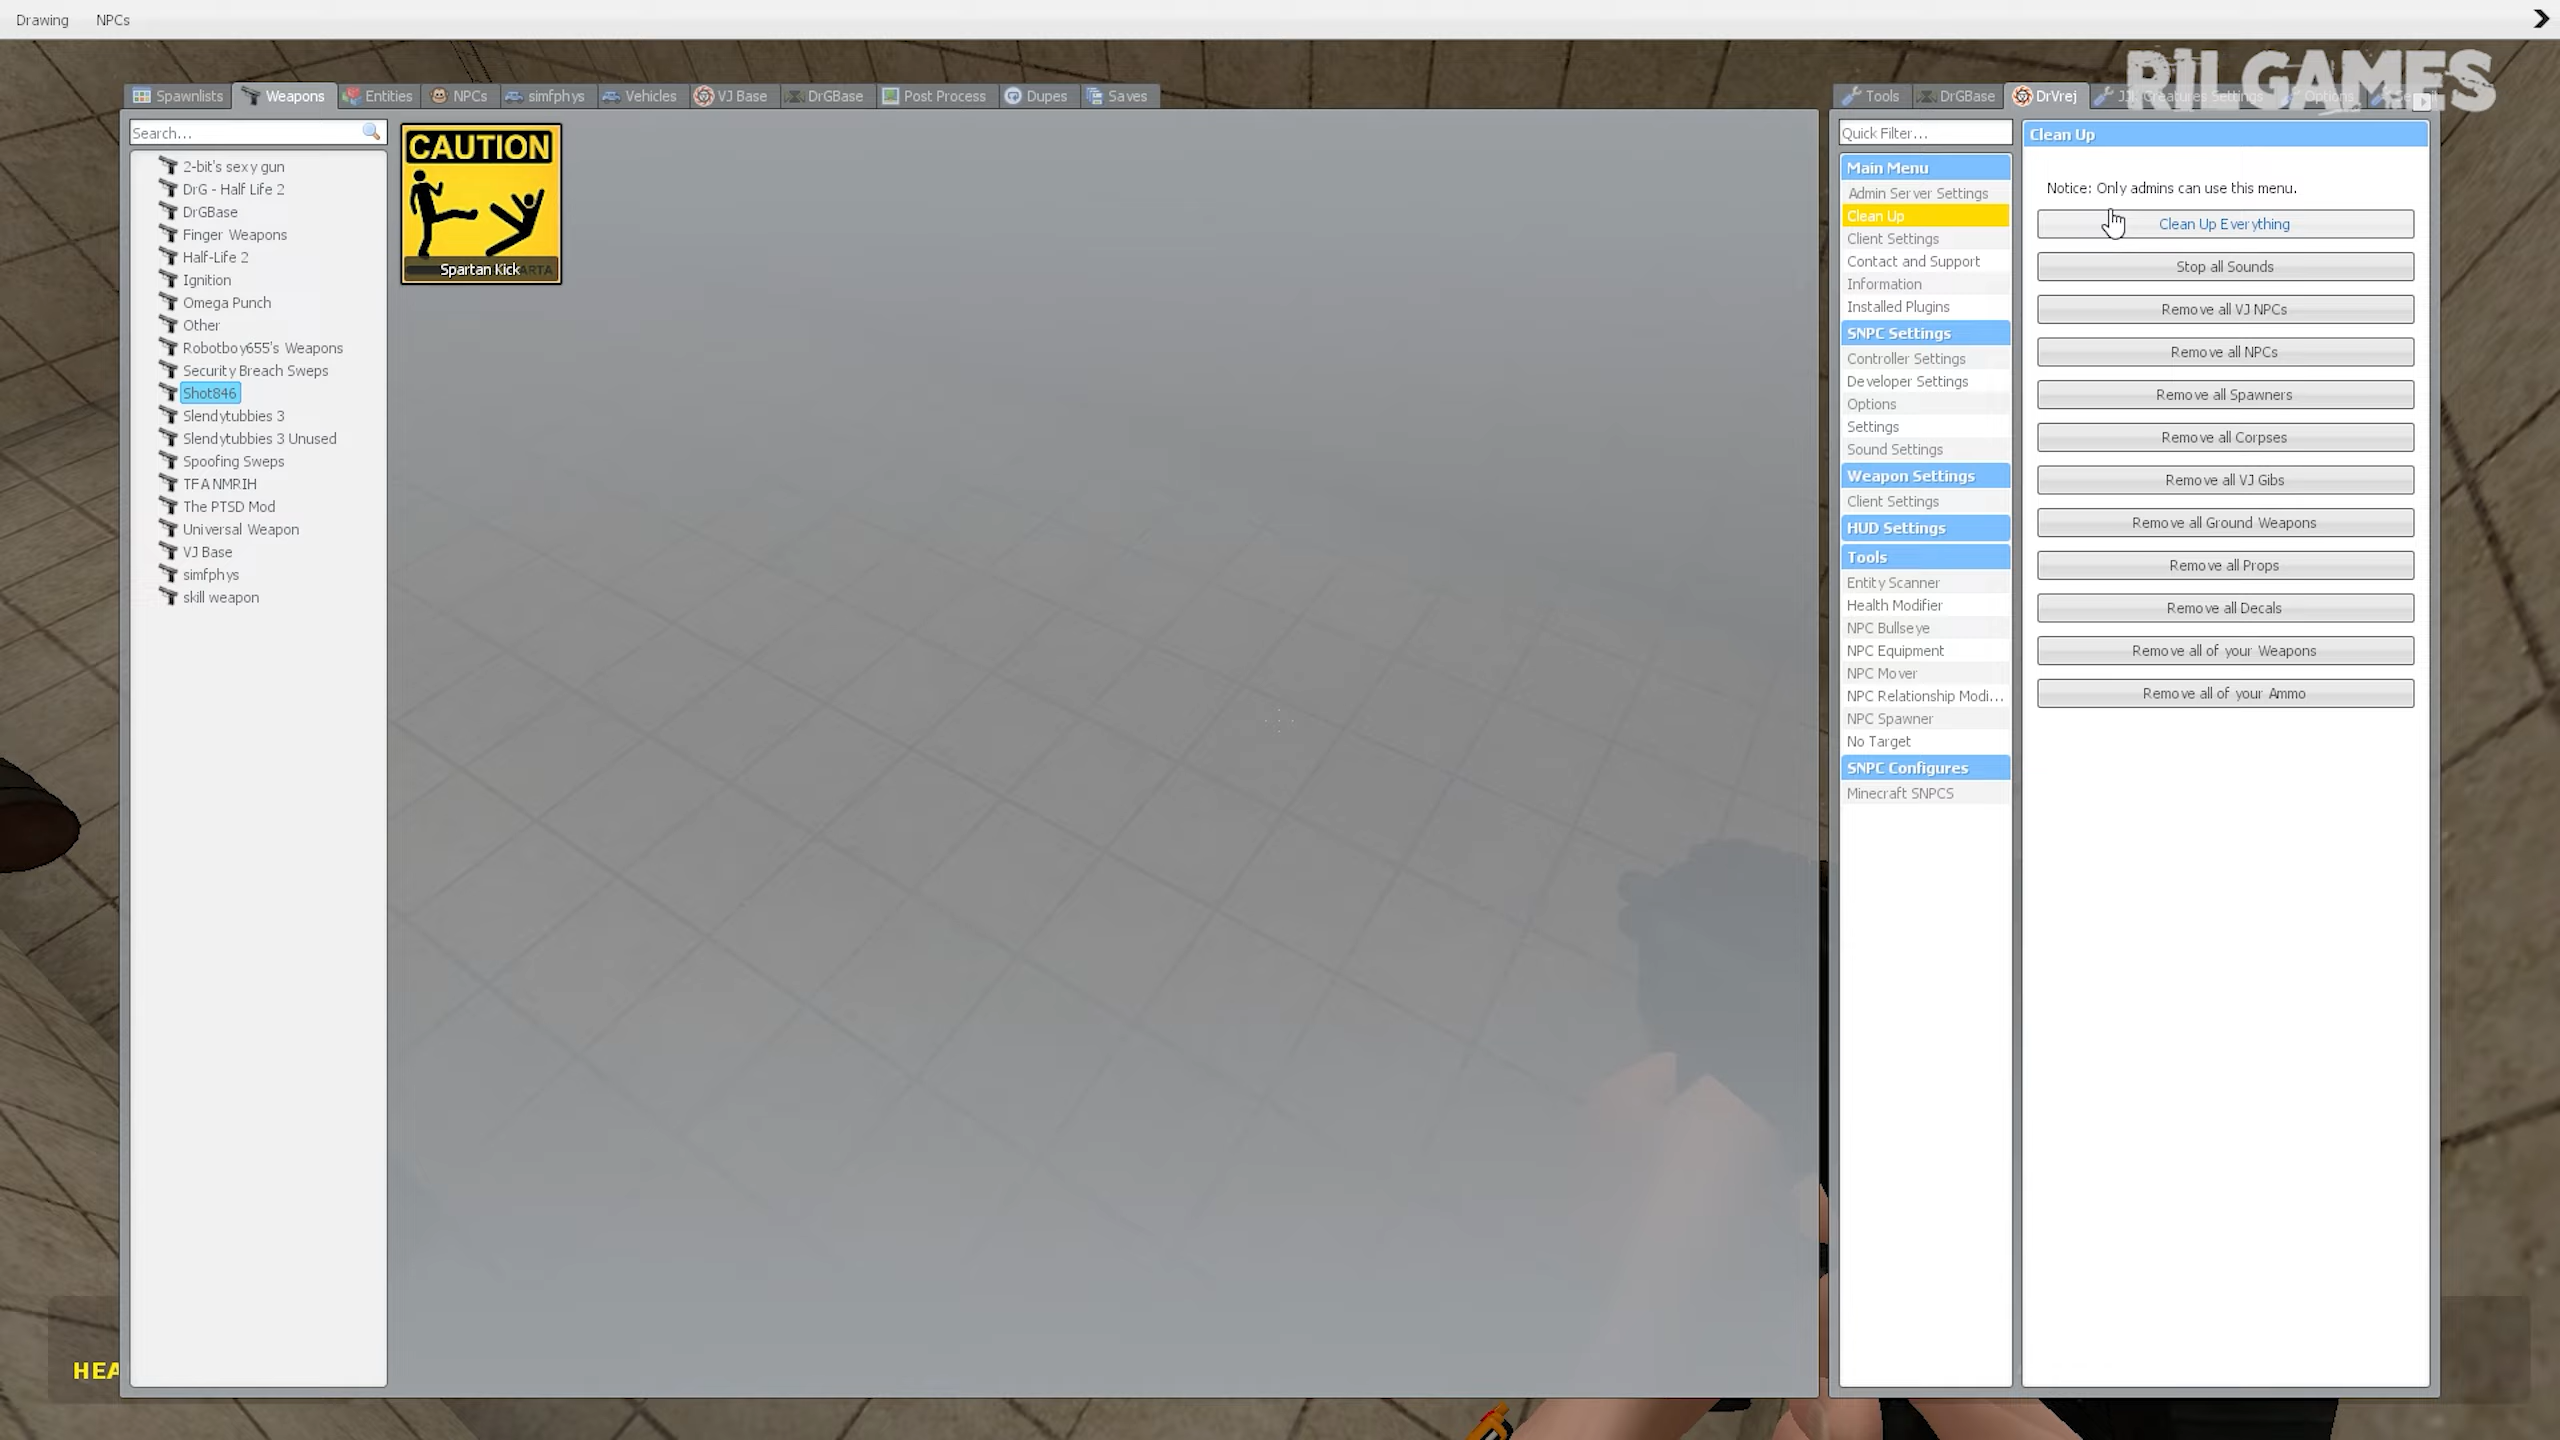 Drawing NPCs
RIL GAMES
Spawnlists Weapons Entities NPCs simfphys Vehicles VJ Base DrGBase Post Process Dupes Saves
Search...
2-bit's sexy gun
DrG - Half Life 2
DrGBase
Finger Weapons
Half-Life 2
Ignition
Omega Punch
Other
Robotboy655's Weapons
Security Breach Sweps
Shot846
Slendytubbies 3
Slendytubbies 3 Unused
Spoofing Sweps
TFA NMRIH
The PTSD Mod
Universal Weapon
VJ Base
simfphys
skill weapon
CAUTION
Spartan Kick
Tools DrGBase DrVrej Creatures Settings Options
Quick Filter...
Main Menu
Admin Server Settings
Clean Up
Client Settings
Contact and Support
Information
Installed Plugins
SNPC Settings
Controller Settings
Developer Settings
Options
Settings
Sound Settings
Weapon Settings
Client Settings
HUD Settings
Tools
Entity Scanner
Health Modifier
NPC Bullseye
NPC Equipment
NPC Mover
NPC Relationship Modi...
NPC Spawner
No Target
SNPC Configures
Minecraft SNPCS
Clean Up
Notice: Only admins can use this menu.
Clean Up Everything
Stop all Sounds
Remove all VJ NPCs
Remove all NPCs
Remove all Spawners
Remove all Corpses
Remove all VJ Gibs
Remove all Ground Weapons
Remove all Props
Remove all Decals
Remove all of your Weapons
Remove all of your Ammo
HEA